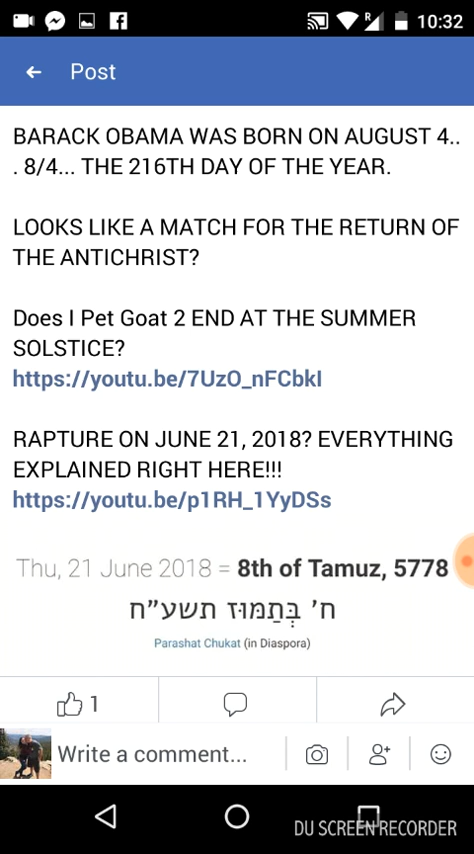 10:32
R
Post
BARACK OBAMA WAS BORN ON AUGUST 4..
. 8/4... THE 216TH DAY OF THE YEAR.
LOOKS LIKE A MATCH FOR THE RETURN OF
THE ANTICHRIST?
Does I Pet Goat 2 END AT THE SUMMER
SOLSTICE?
https://youtu.be/7UzO_nFCbkI
RAPTURE ON JUNE 21, 2018? EVERYTHING
EXPLAINED RIGHT HERE!!!
https://youtu.be/p1RH_1YyDSs
Thu, 21 June 2018 = 8th of Tamuz, 5778
ח׳ בְּתַמּוּז תשע״ח
Parashat Chukat (in Diaspora)
1
Write a comment...
DU SCREEN RECORDER